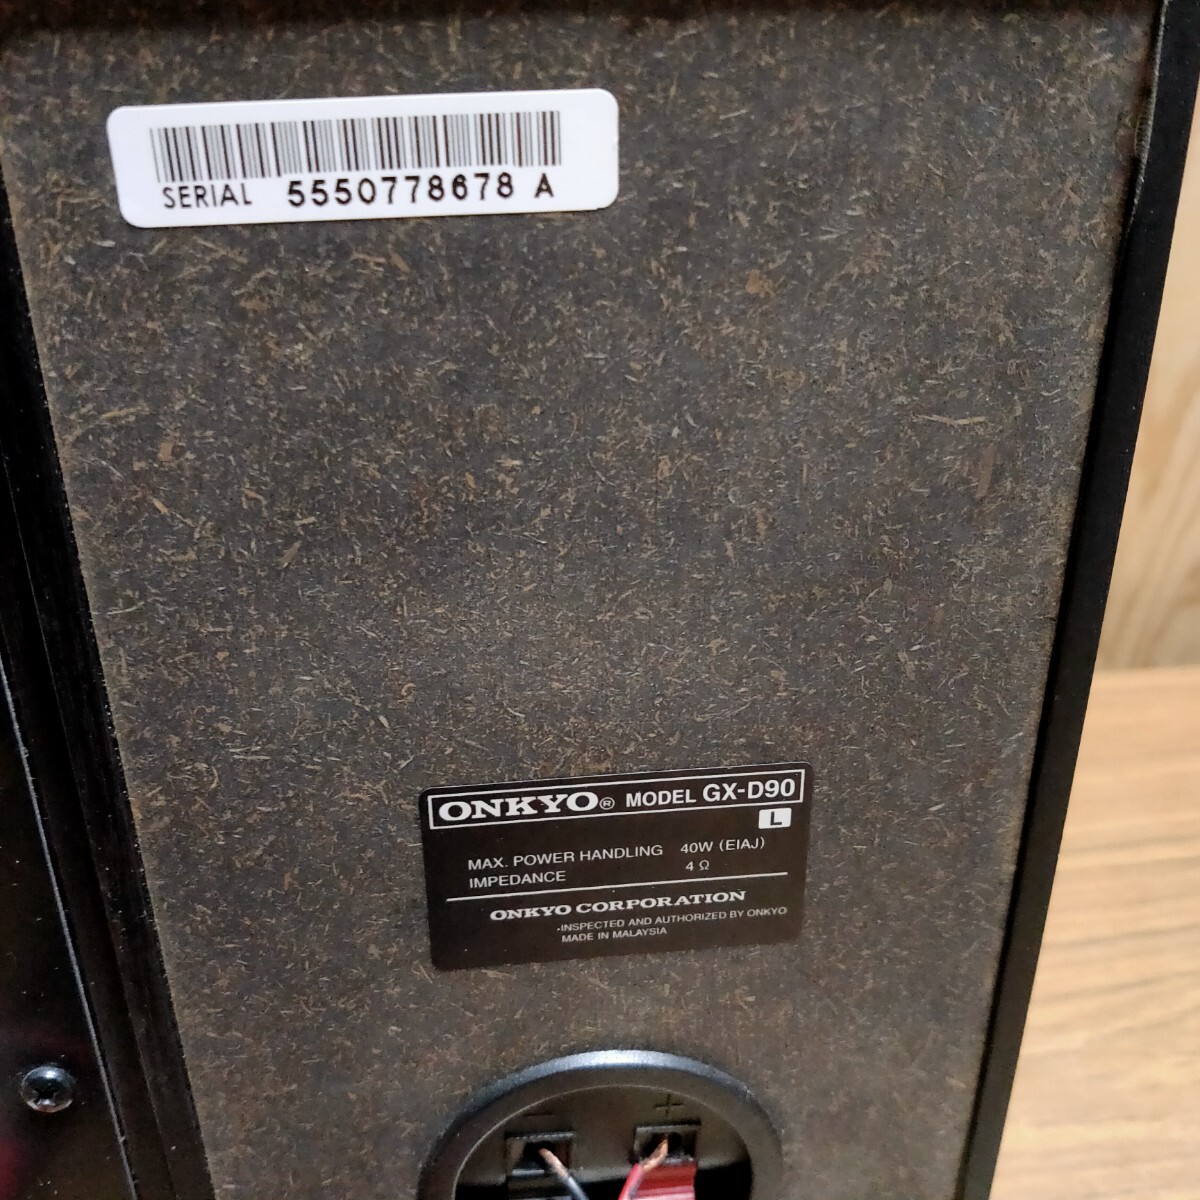 SERIAL 5550778678 A
ONKYO® MODEL GX-D90
L
MAX. POWER HANDLING 40W (EIAJ)
IMPEDANCE 4 Ω
ONKYO CORPORATION
·INSPECTED AND AUTHORIZED BY ONKYO
MADE IN MALAYSIA
− +